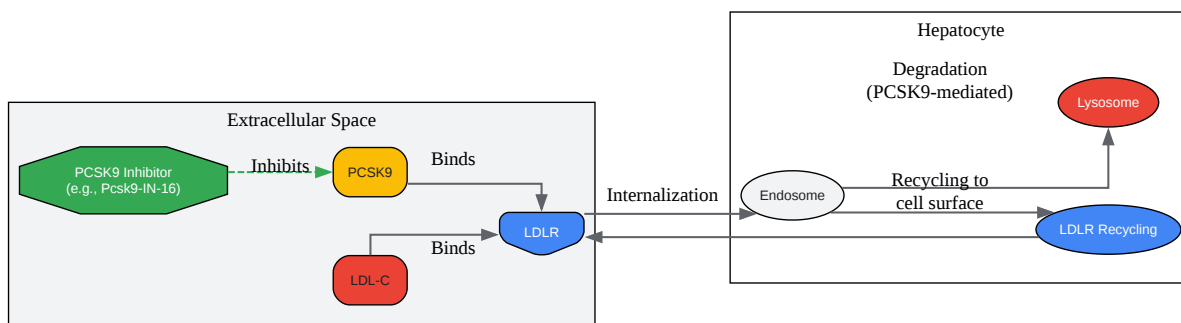 Hepatocyte
Degradation
(PCSK9-mediated)
Lysosome
Extracellular Space
PCSK9 Inhibitor
(e.g., Pcsk9-IN-16)
Inhibits
PCSK9
Binds
Internalization
Endosome
Recycling to
cell surface
LDLR
LDLR Recycling
Binds
LDL-C